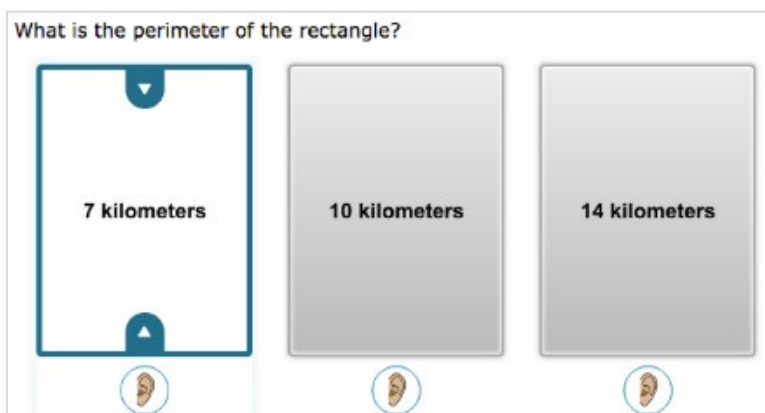 What is the perimeter of the rectangle?
7 kilometers
10 kilometers
14 kilometers